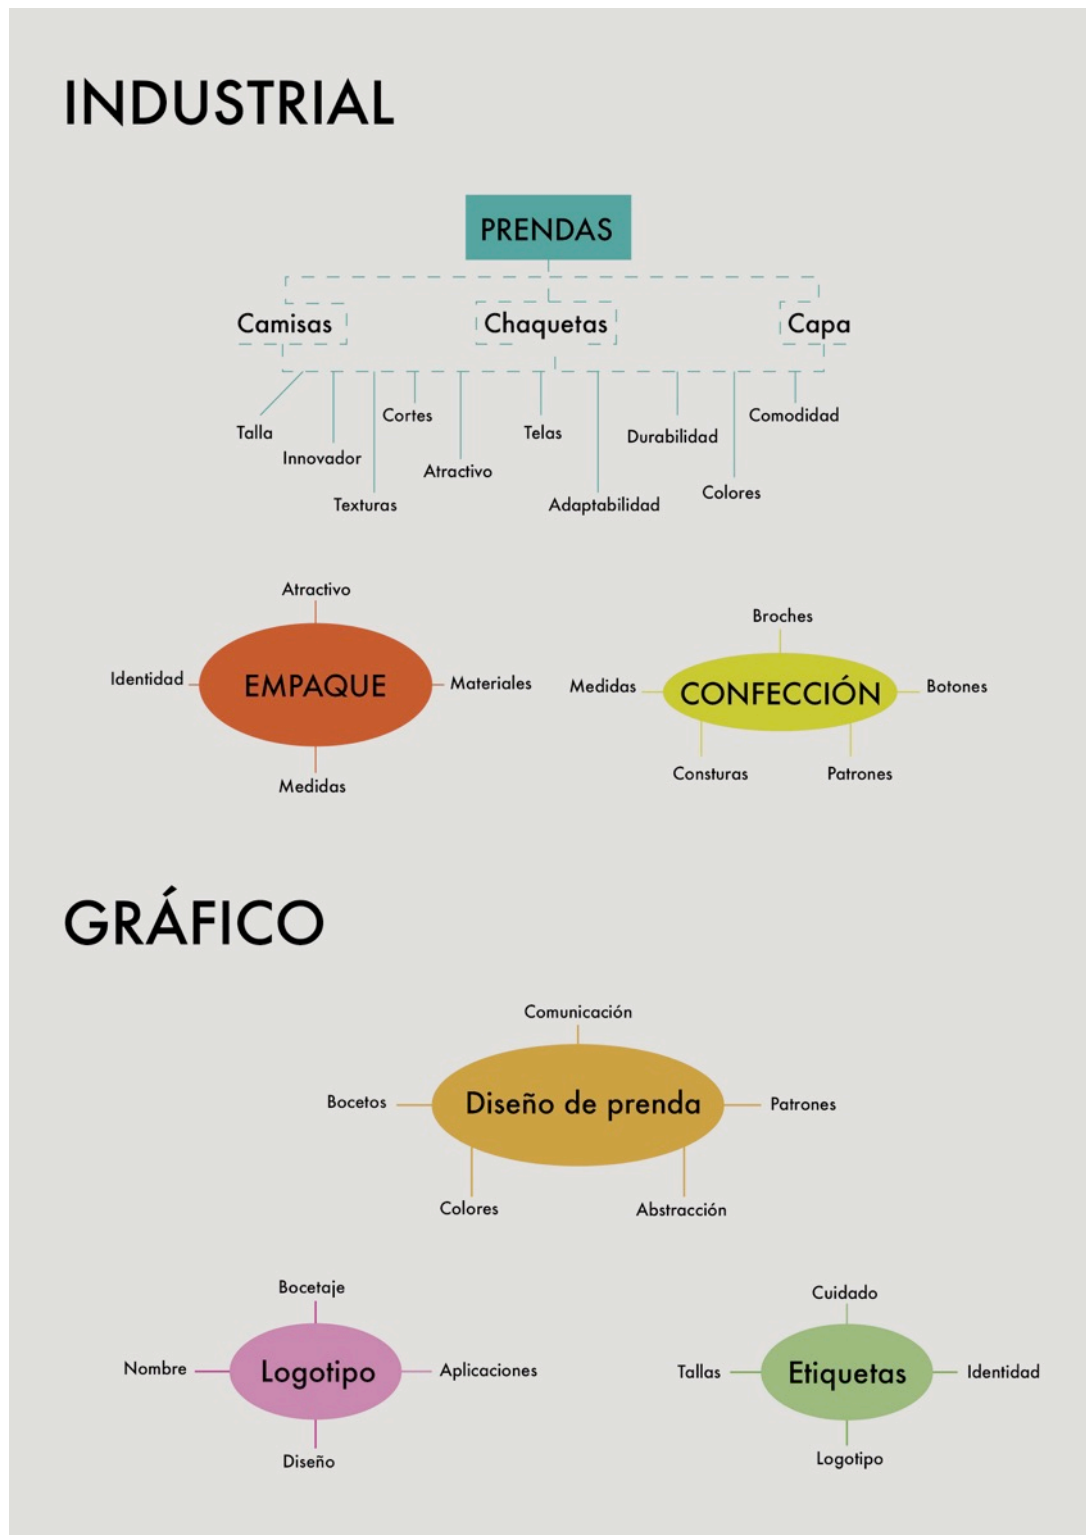 INDUSTRIAL
PRENDAS
Camisas Chaquetas Capa
Cortes Comodidad
Talla Telas Durabilidad
Innovador
Atractivo
Texturas Adaptabilidad Colores
Atractivo
Identidad EMPAQUE Materiales
Medidas
Broches
Medidas CONFECCIÓN Botones
Consturas Patrones
GRÁFICO
Comunicación
Bocetos Diseño de prenda Patrones
Colores Abstracción
Bocetaje
Nombre Logotipo Aplicaciones
Diseño
Cuidado
Tallas Etiquetas Identidad
Logotipo